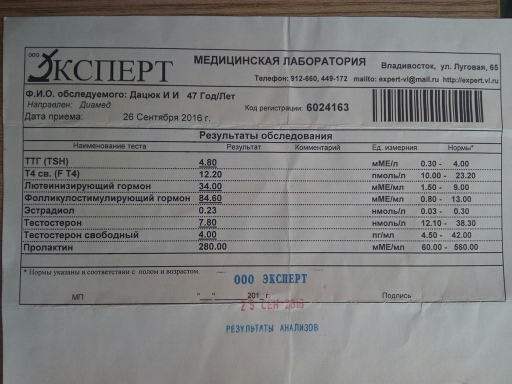 ООО ЭКСПЕРТ
МЕДИЦИНСКАЯ ЛАБОРАТОРИЯ
Владивосток, ул. Луговая, 65
Телефон: 912-660, 449-172 mailto: expert-vl@mail.ru http://expert.vl.ru
Ф.И.О. обследуемого: Дацюк И И 47 Год/Лет
Направлен: Диамед
Код регистрации: 6024163
Дата приема: 26 Сентября 2016 г.
Результаты обследования
Наименование теста Результат Комментарий Ед. измерения Нормы*
ТТГ (TSH) 4.80 мМЕ/л 0.30 - 4.00
Т4 св. (F T4) 12.20 пмоль/л 10.00 - 23.20
Лютеинизирующий гормон 34.00 мМЕ/мл 1.50 - 9.00
Фолликулостимулирующий гормон 84.60 мМЕ/мл 0.80 - 13.00
Эстрадиол 0.23 нмоль/л 0.03 - 0.30
Тестостерон 7.80 нмоль/л 12.10 - 38.30
Тестостерон свободный 4.00 пг/мл 4.50 - 42.00
Пролактин 280.00 мМЕ/мл 60.00 - 560.00
* Нормы указаны в соответствии с полом и возрастом.
ООО ЭКСПЕРТ
МП "__"________201_ г. Подпись
СЕН 2016
РЕЗУЛЬТАТЫ АНАЛИЗОВ